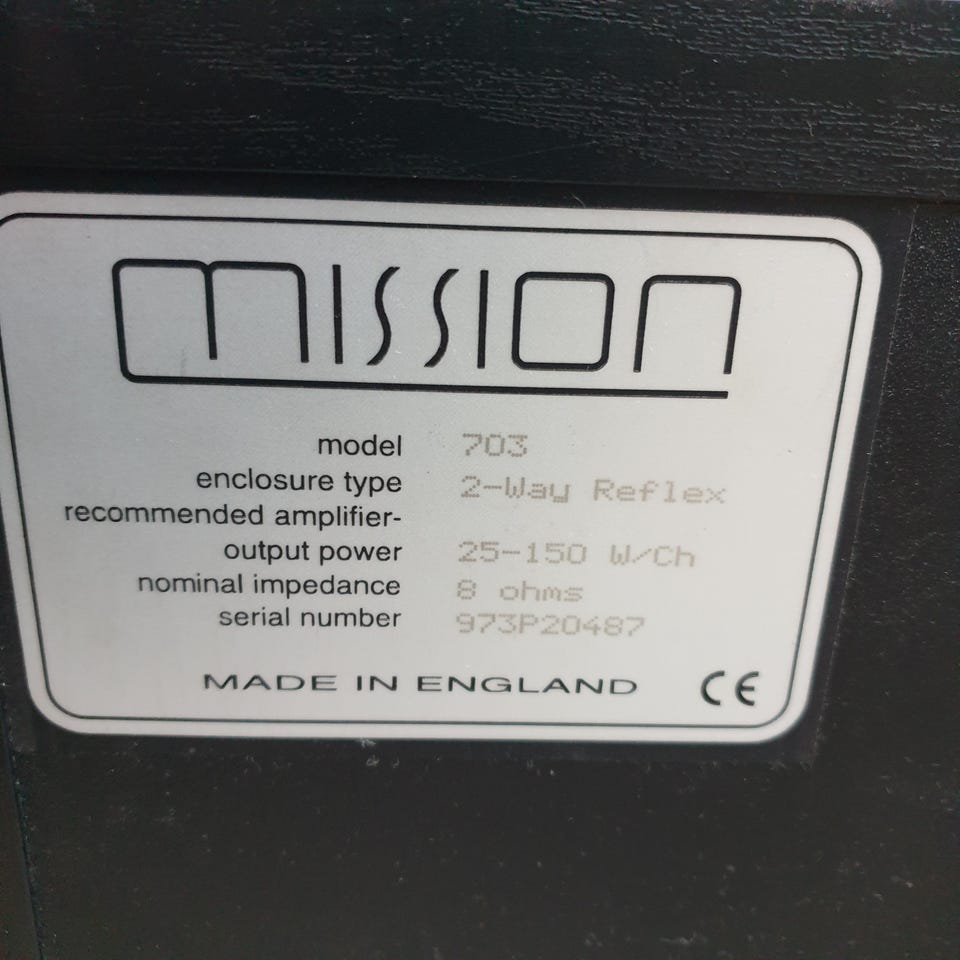 mission
model 703
enclosure type 2-Way Reflex
recommended amplifier-
output power 25-150 W/Ch
nominal impedance 8 ohms
serial number 973P20487
MADE IN ENGLAND CE